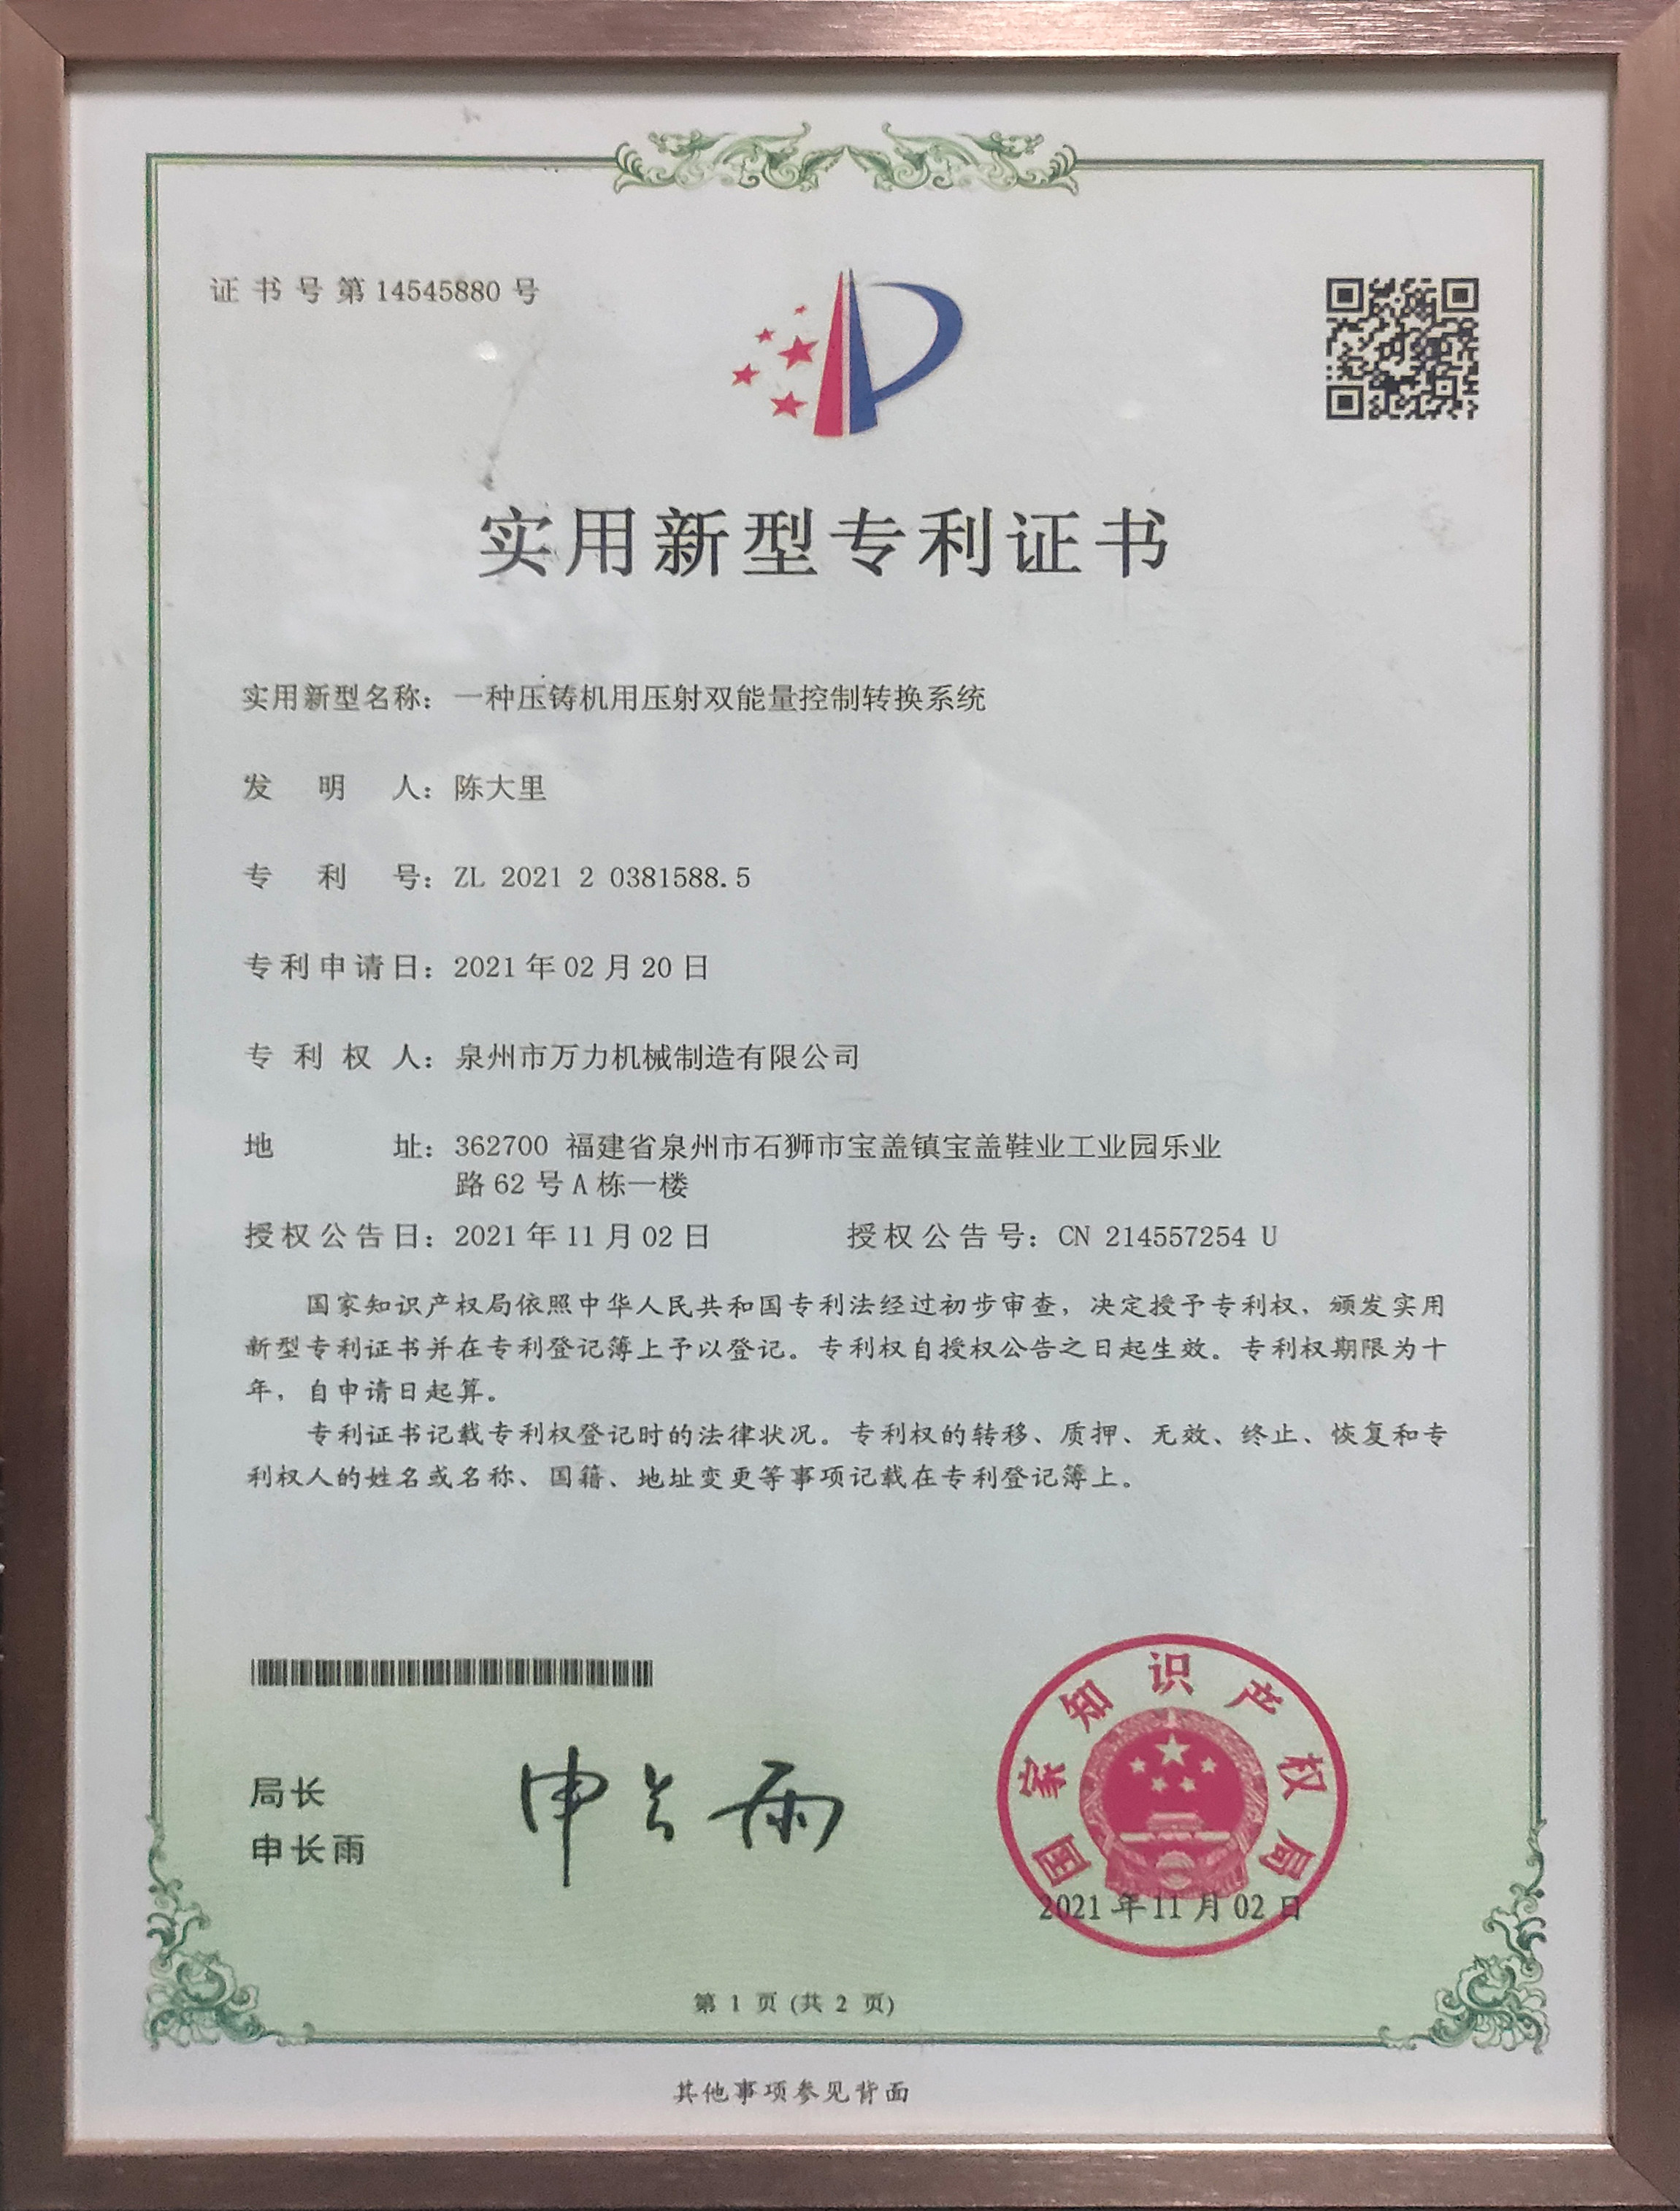 证书号第14545880号
实用新型专利证书
实用新型名称：一种压铸机用压射双能量控制转换系统
发明人：陈大里
专利号：ZL 2021 2 0381588.5
专利申请日：2021年02月20日
专利权人：泉州市万力机械制造有限公司
地址：362700 福建省泉州市石狮市宝盖镇宝盖鞋业工业园乐业
路62号A栋一楼
授权公告日：2021年11月02日 授权公告号：CN 214557254 U
国家知识产权局依照中华人民共和国专利法经过初步审查，决定授予专利权，颁发实用
新型专利证书并在专利登记簿上予以登记。专利权自授权公告之日起生效。专利权期限为十
年，自申请日起算。
专利证书记载专利权登记时的法律状况。专利权的转移、质押、无效、终止、恢复和专
利权人的姓名或名称、国籍、地址变更等事项记载在专利登记簿上。
局长
申长雨
申长雨
国家知识产权局
2021年11月02日
第 1 页 (共 2 页)
其他事项参见背面